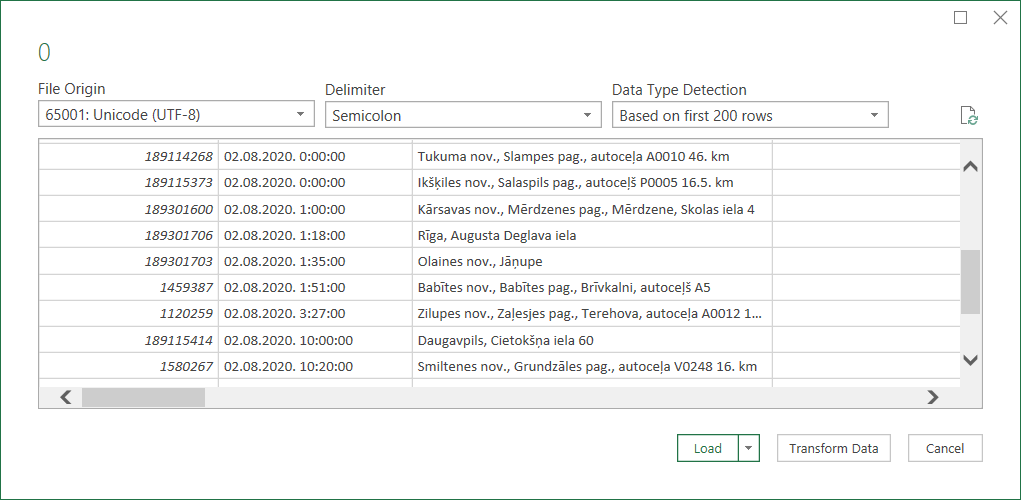 0
File Origin
Delimiter
Data Type Detection
65001: Unicode (UTF-8)
Semicolon
Based on first 200 rows
189114268 02.08.2020. 0:00:00 Tukuma nov., Slampes pag., autoceļa A0010 46. km
189115373 02.08.2020. 0:00:00 Ikšķiles nov., Salaspils pag., autoceļš P0005 16.5. km
189301600 02.08.2020. 1:00:00 Kārsavas nov., Mērdzenes pag., Mērdzene, Skolas iela 4
189301706 02.08.2020. 1:18:00 Rīga, Augusta Deglava iela
189301703 02.08.2020. 1:35:00 Olaines nov., Jāņupe
1459387 02.08.2020. 1:51:00 Babītes nov., Babītes pag., Brīvkalni, autoceļš A5
1120259 02.08.2020. 3:27:00 Zilupes nov., Zaļesjes pag., Terehova, autoceļa A0012 1...
189115414 02.08.2020. 10:00:00 Daugavpils, Cietokšņa iela 60
1580267 02.08.2020. 10:20:00 Smiltenes nov., Grundzāles pag., autoceļa V0248 16. km
Load
Transform Data
Cancel